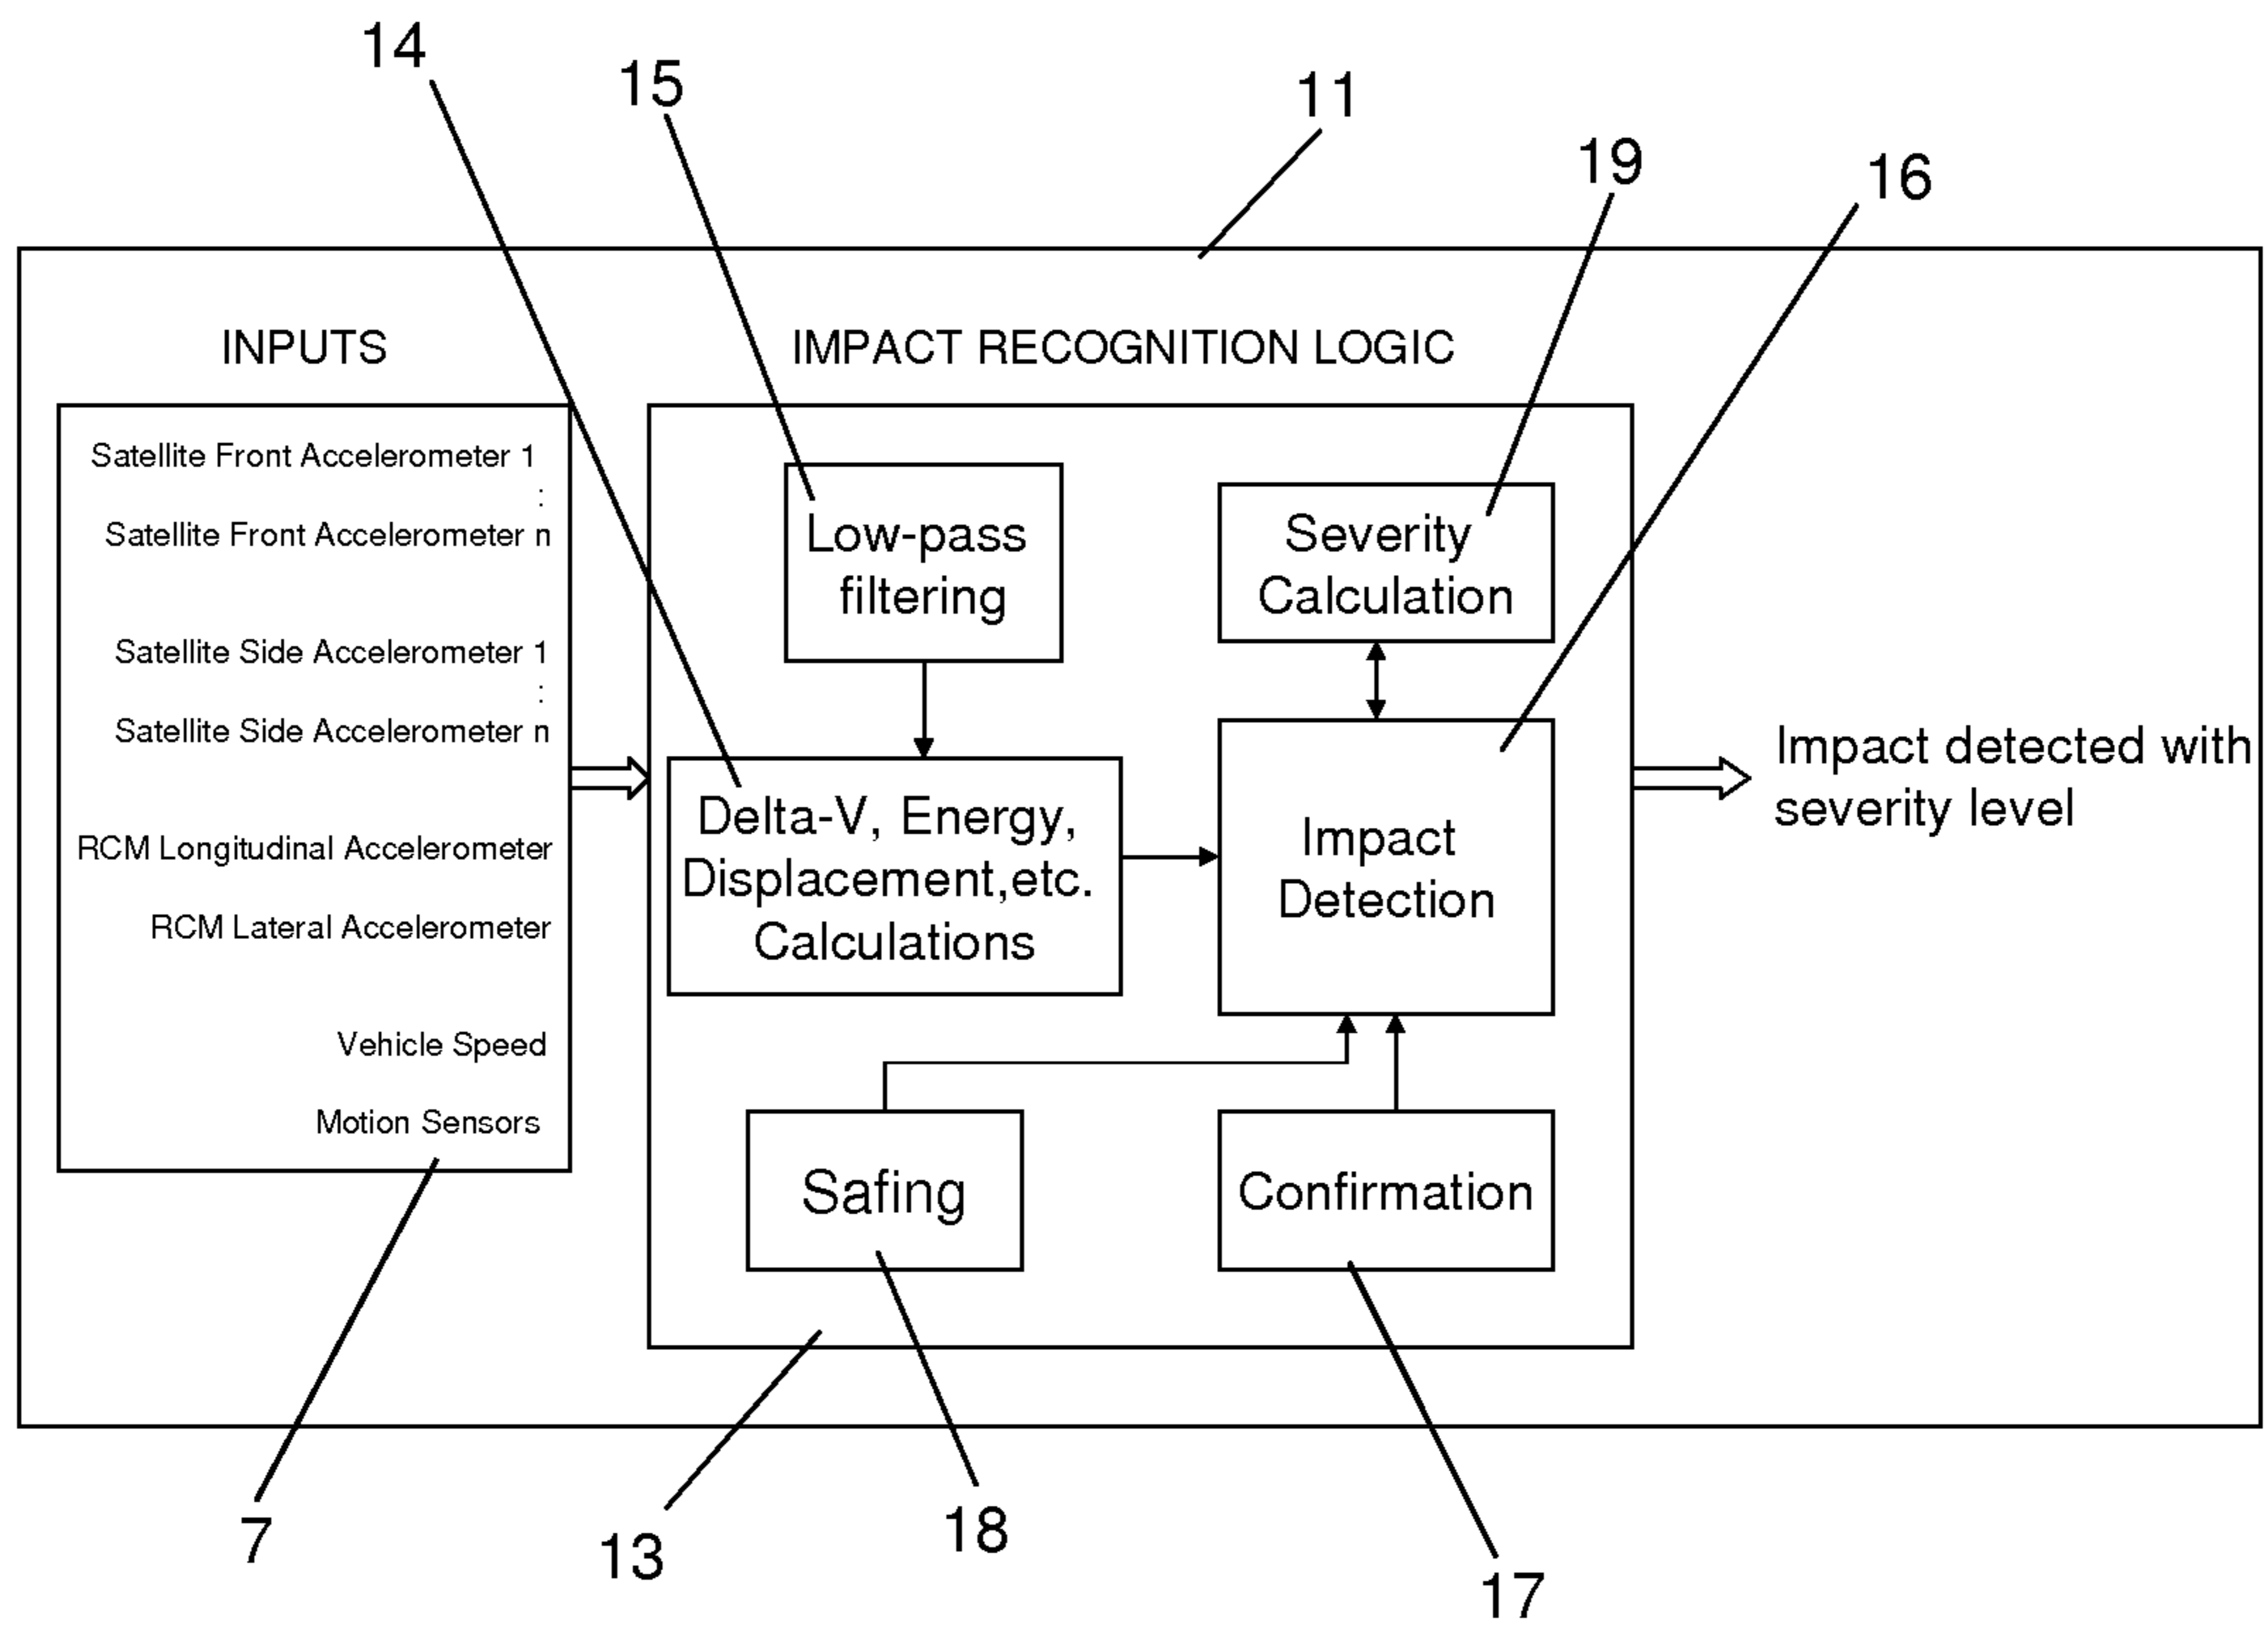 14
15
11
19
16
INPUTS
IMPACT RECOGNITION LOGIC
Satellite Front Accelerometer 1
:
Satellite Front Accelerometer n
Satellite Side Accelerometer 1
:
Satellite Side Accelerometer n
RCM Longitudinal Accelerometer
RCM Lateral Accelerometer
Vehicle Speed
Motion Sensors
Low-pass
filtering
Severity
Calculation
Delta-V, Energy,
Displacement,etc.
Calculations
Impact
Detection
Impact detected with
severity level
Safing
Confirmation
7
13
18
17